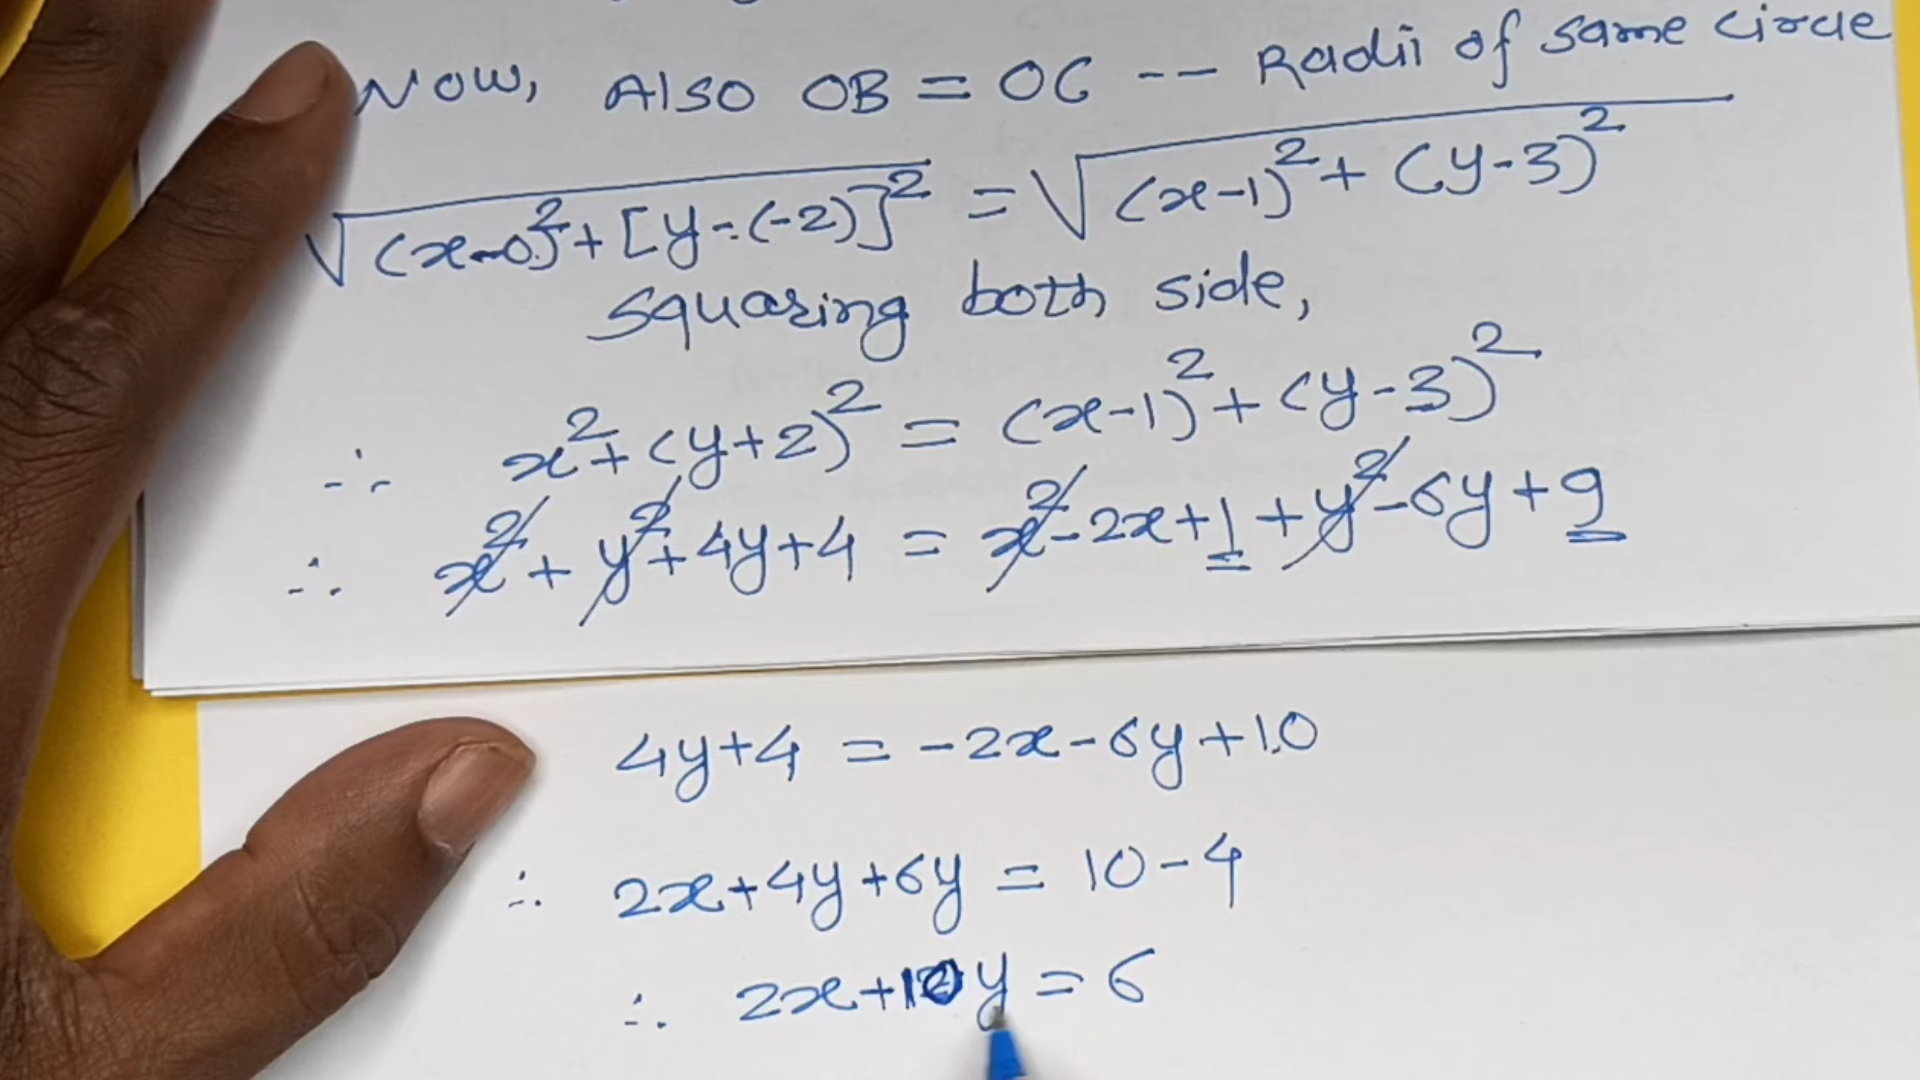 Now, Also OB = OC -- Radii of same circle
√(x-0)²+[y-(-2)]² = √(x-1)²+(y-3)²
squaring both side,
∴ x²+(y+2)² = (x-1)²+(y-3)²
∴ x²+y²+4y+4 = x²-2x+1+y²-6y+9
4y+4 = -2x-6y+10
∴ 2x+4y+6y = 10-4
∴ 2x+10y = 6